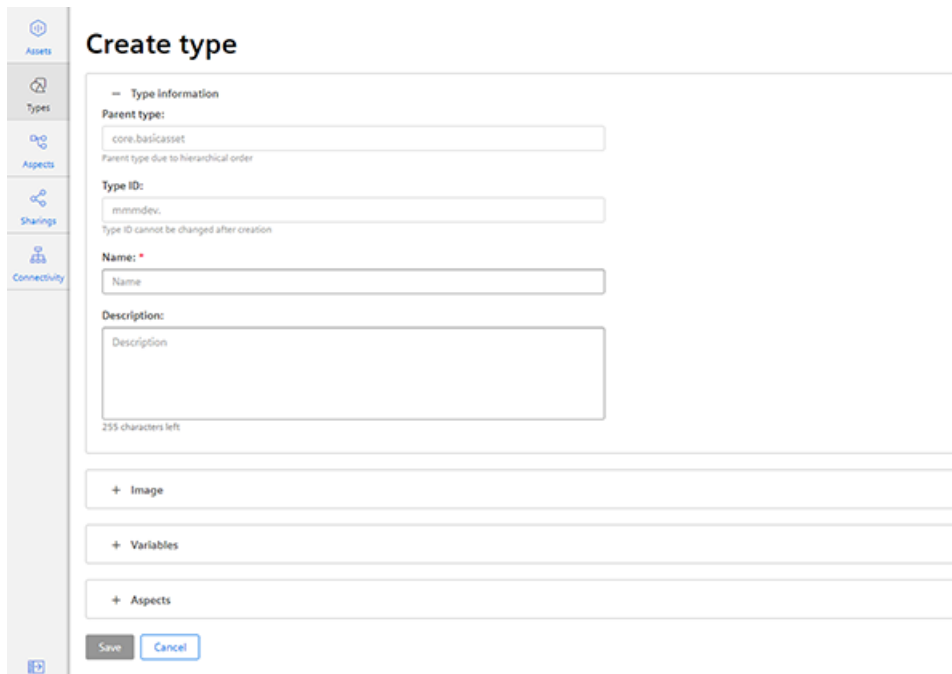 Assets
Types
Aspects
Sharings
Connectivity
Create type
− Type information
Parent type:
core.basicasset
Parent type due to hierarchical order
Type ID:
mmmdev.
Type ID cannot be changed after creation
Name: *
Name
Description:
Description
255 characters left
+ Image
+ Variables
+ Aspects
Save Cancel